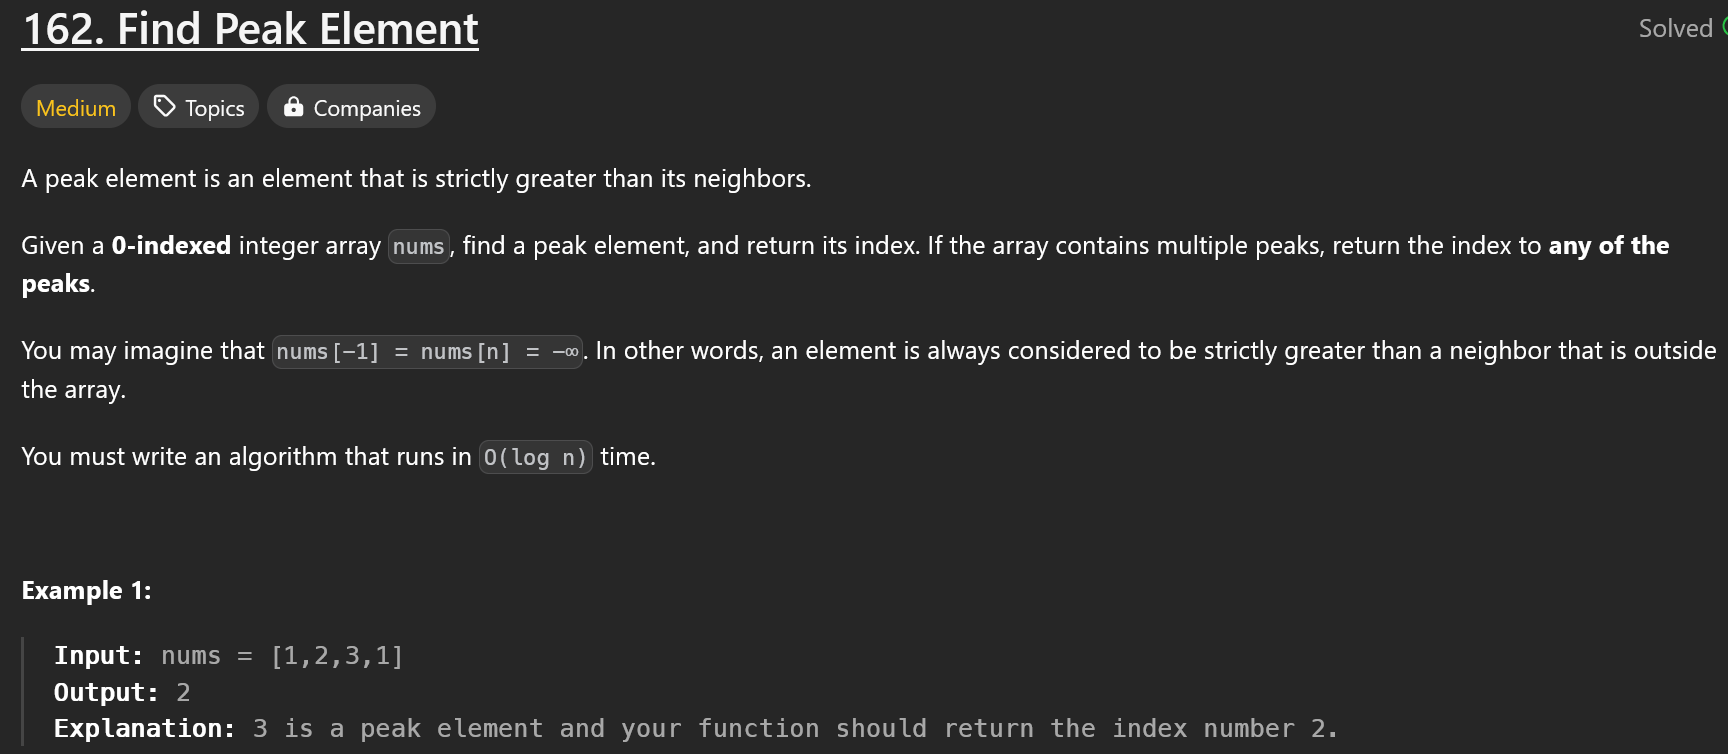 162. Find Peak Element
Solved
Medium
Topics
Companies
A peak element is an element that is strictly greater than its neighbors.
Given a 0-indexed integer array nums, find a peak element, and return its index. If the array contains multiple peaks, return the index to any of the
peaks.
You may imagine that nums[-1] = nums[n] = -∞. In other words, an element is always considered to be strictly greater than a neighbor that is outside
the array.
You must write an algorithm that runs in O(log n) time.
Example 1:
Input: nums = [1,2,3,1]
Output: 2
Explanation: 3 is a peak element and your function should return the index number 2.